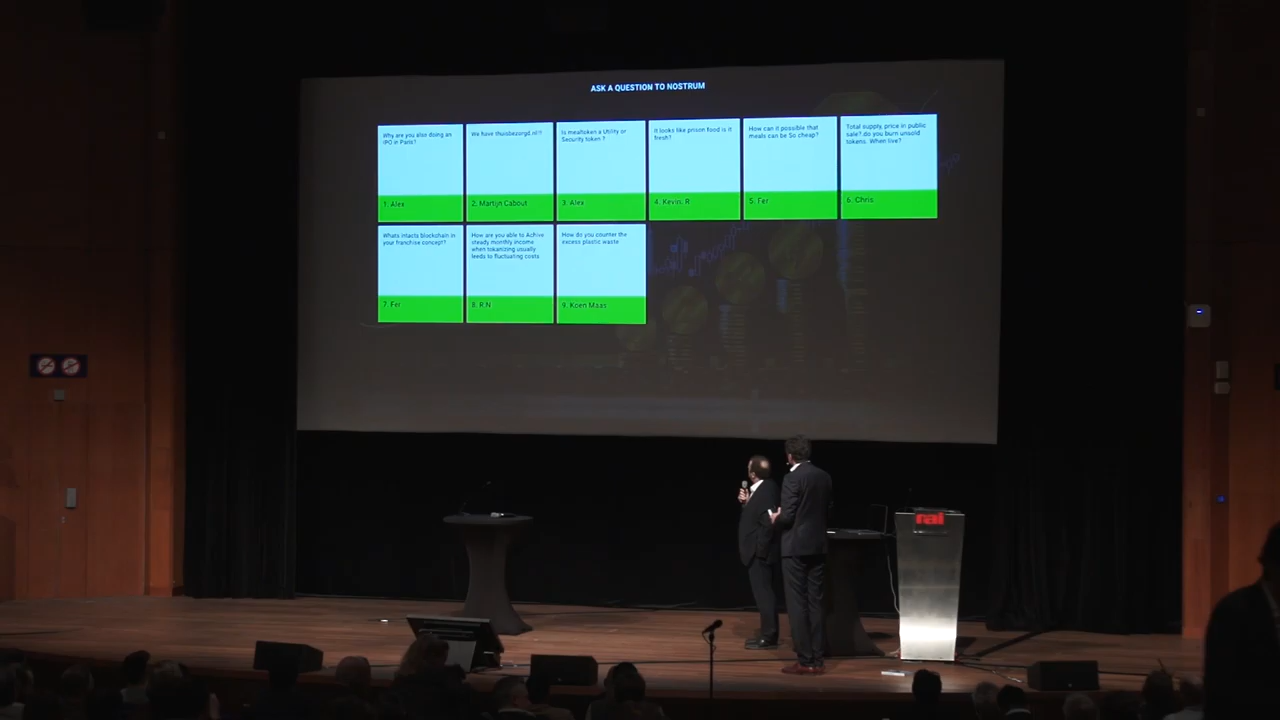 ASK A QUESTION TO NOSTRUM
Why are you also doing an
IPO in Paris?
1. Alex
We have thuisbezorgd.nl!!
2. Martijn Cabout
Is mealtoken a Utility or
Security token ?
3. Alex
It looks like prison food is it
fresh?
4. Kevin. R
How can it possible that
meals can be So cheap?
5. Fer
Total supply, price in public
sale? do you burn unsold
tokens. When live?
6. Chris
Whats intacts blockchain in
your franchise concept?
7. Fer
How are you able to Achive
steady monthly income
when tokanizing usually
leeds to fluctuating costs
8. R.N
How do you counter the
excess plastic waste
9. Koen Maas
rai